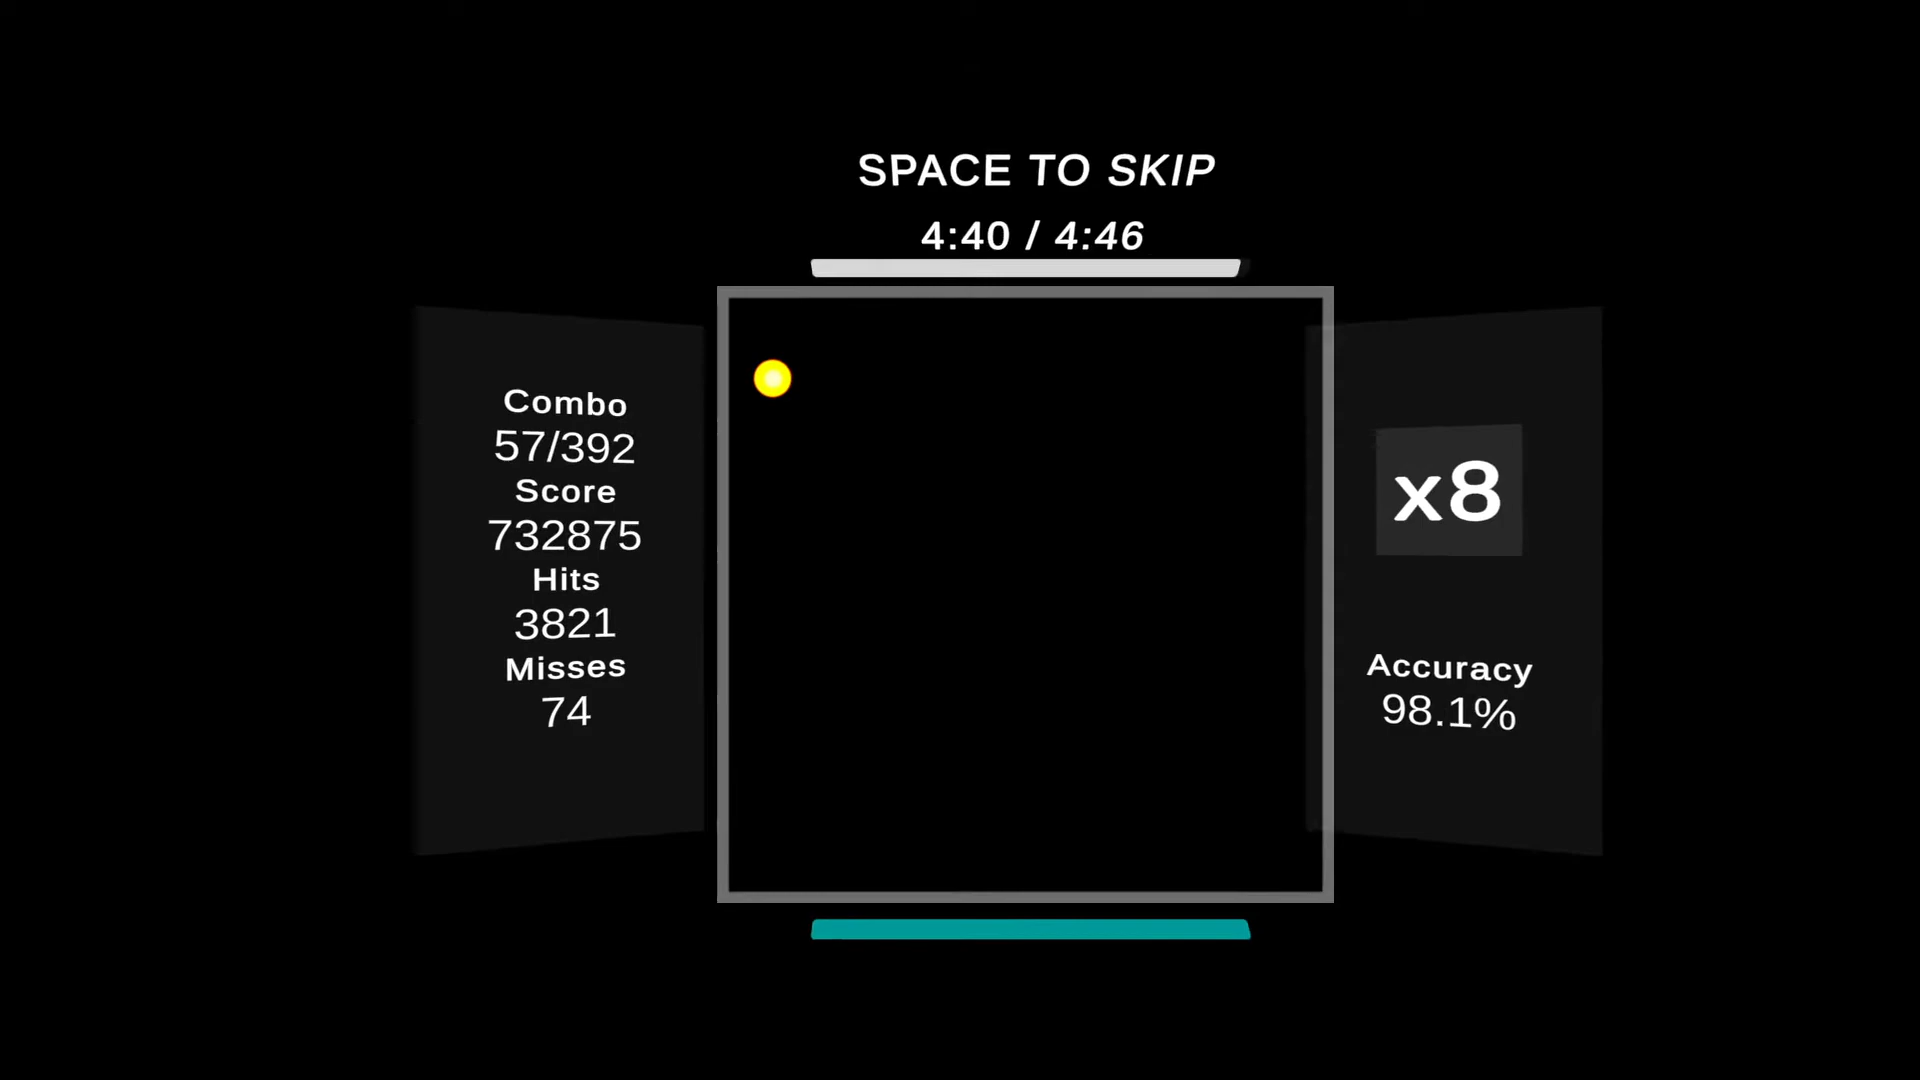 SPACE TO SKIP
4:40 / 4:46
Combo
57/392
Score
732875
Hits
3821
Misses
74
x8
Accuracy
98.1%